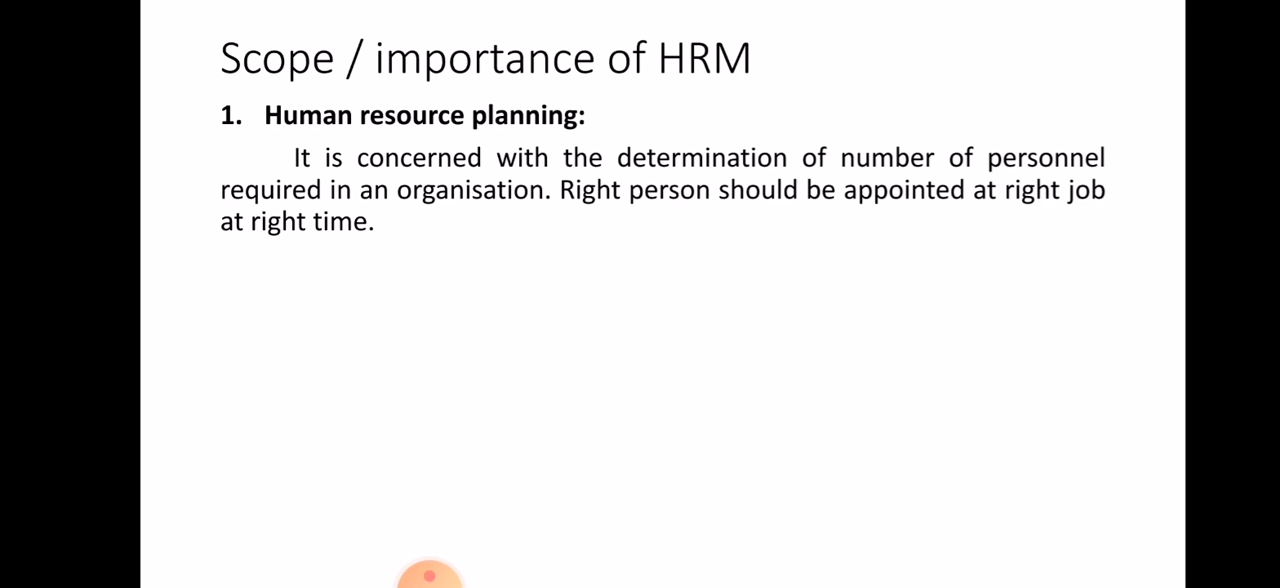 Scope / importance of HRM
1. Human resource planning:
It is concerned with the determination of number of personnel
required in an organisation. Right person should be appointed at right job
at right time.